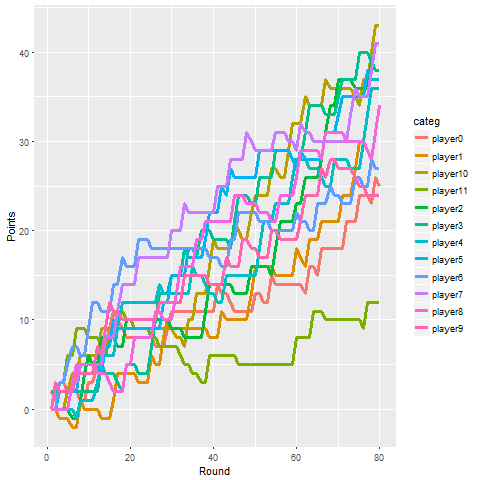 Points
40
30
20
10
0
0
20
40
60
80
Round
categ
player0
player1
player10
player11
player2
player3
player4
player5
player6
player7
player8
player9